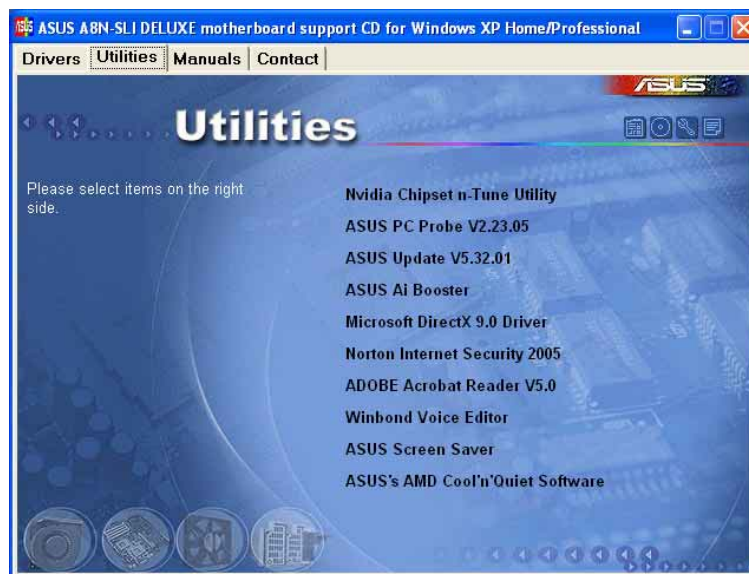 ASUS A8N-SLI DELUXE motherboard support CD for Windows XP Home/Professional
Drivers Utilities Manuals Contact
ASUS
Utilities
Please select items on the right
side.
Nvidia Chipset n-Tune Utility
ASUS PC Probe V2.23.05
ASUS Update V5.32.01
ASUS Ai Booster
Microsoft DirectX 9.0 Driver
Norton Internet Security 2005
ADOBE Acrobat Reader V5.0
Winbond Voice Editor
ASUS Screen Saver
ASUS's AMD Cool'n'Quiet Software